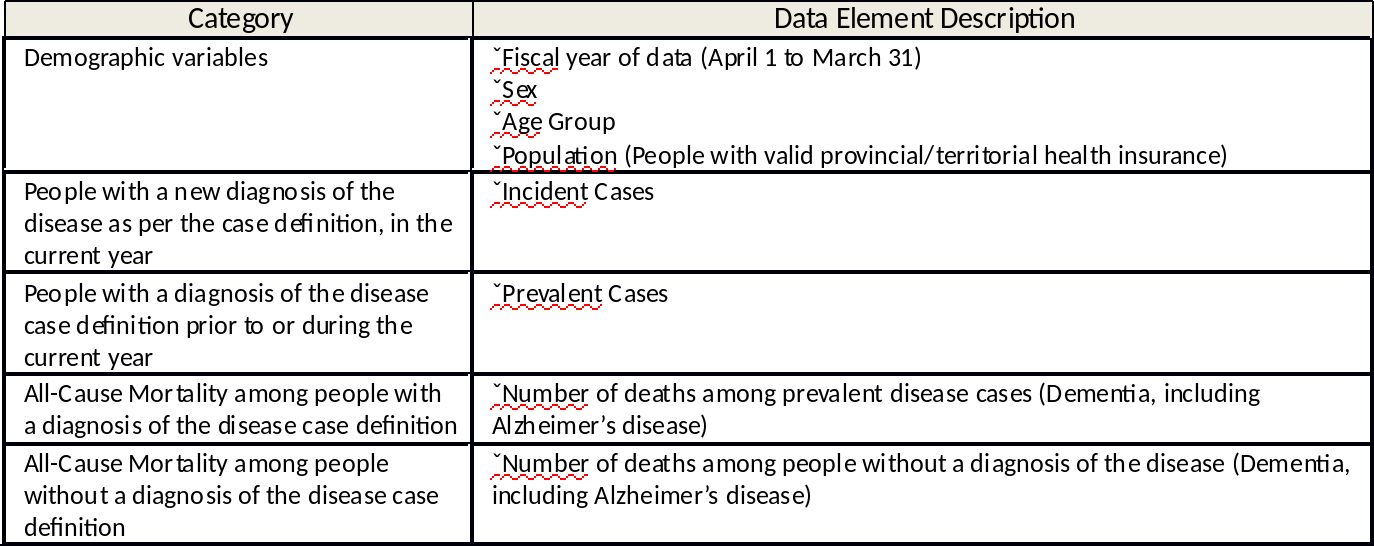 Category
Data Element Description
Demographic variables
ˇFiscal year of data (April 1 to March 31)
ˇSex
ˇAge Group
ˇPopulation (People with valid provincial/territorial health insurance)
People with a new diagnosis of the
disease as per the case definition, in the
current year
ˇIncident Cases
People with a diagnosis of the disease
case definition prior to or during the
current year
ˇPrevalent Cases
All-Cause Mortality among people with
a diagnosis of the disease case definition
ˇNumber of deaths among prevalent disease cases (Dementia, including
Alzheimer’s disease)
All-Cause Mortality among people
without a diagnosis of the disease case
definition
ˇNumber of deaths among people without a diagnosis of the disease (Dementia,
including Alzheimer’s disease)